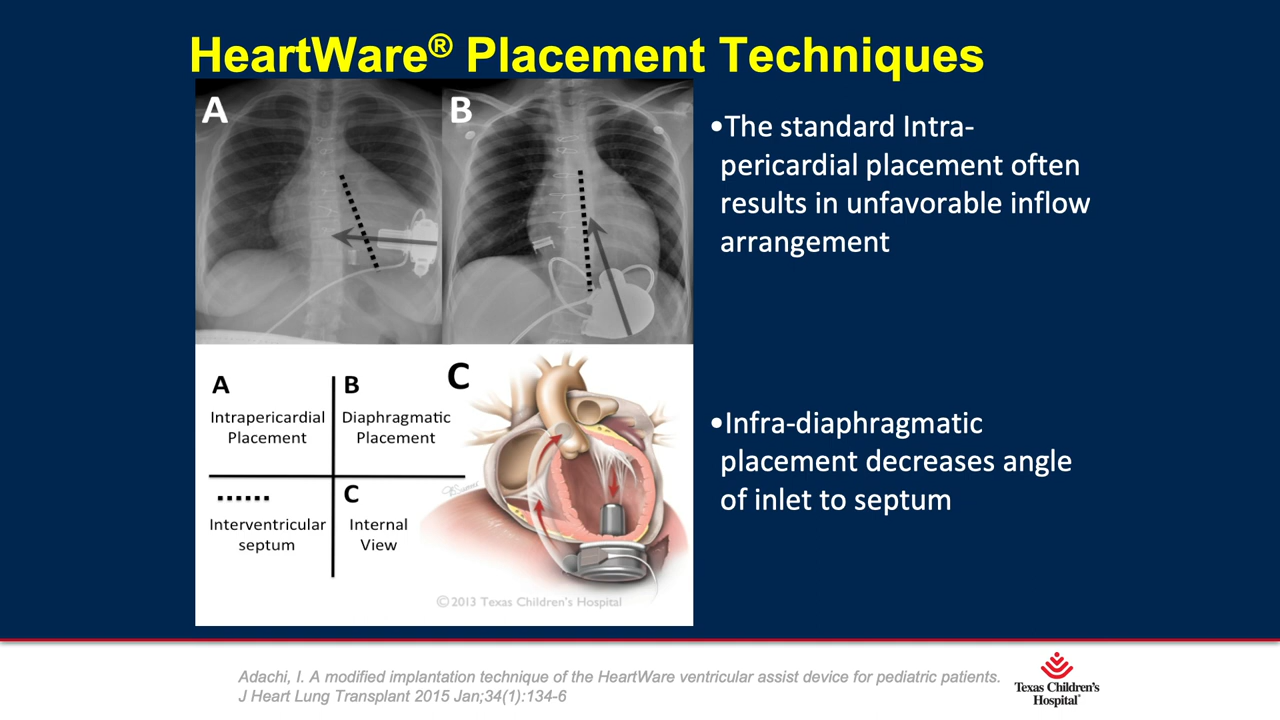 HeartWare® Placement Techniques
A
B
•The standard Intra-
pericardial placement often
results in unfavorable inflow
arrangement
A
Intrapericardial
Placement
B
Diaphragmatic
Placement
......
Interventricular
septum
C
Internal
View
C
©2013 Texas Children's Hospital
•Infra-diaphragmatic
placement decreases angle
of inlet to septum
Adachi, I. A modified implantation technique of the HeartWare ventricular assist device for pediatric patients.
J Heart Lung Transplant 2015 Jan;34(1):134-6
Texas Children's
Hospital®